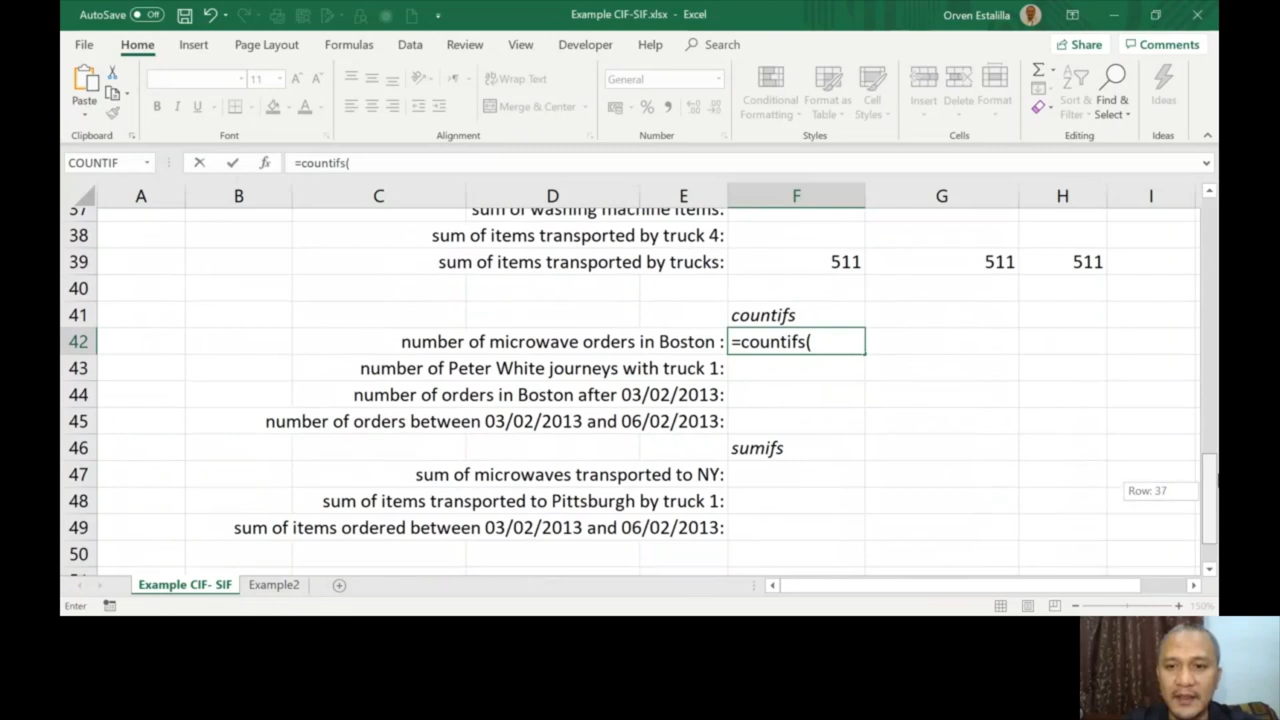 AutoSave Off Example CIF-SIF.xlsx - Excel Orven Estalilla
File Home Insert Page Layout Formulas Data Review View Developer Help Search Share Comments
Paste 11 A A Wrap Text General Conditional Formatting Format as Table Cell Styles Insert Delete Format Sort & Filter Find & Select Ideas
B I U A Merge & Center % 9
Clipboard Font Alignment Number Styles Cells Editing Ideas
COUNTIF fx =countifs(
A B C D E F G H I
37 sum of washing machine items:
38 sum of items transported by truck 4:
39 sum of items transported by trucks: 511 511 511
40
41 countifs
42 number of microwave orders in Boston : =countifs(
43 number of Peter White journeys with truck 1:
44 number of orders in Boston after 03/02/2013:
45 number of orders between 03/02/2013 and 06/02/2013:
46 sumifs
47 sum of microwaves transported to NY:
Row: 37
48 sum of items transported to Pittsburgh by truck 1:
49 sum of items ordered between 03/02/2013 and 06/02/2013:
50
Example CIF- SIF Example2
Enter 150%